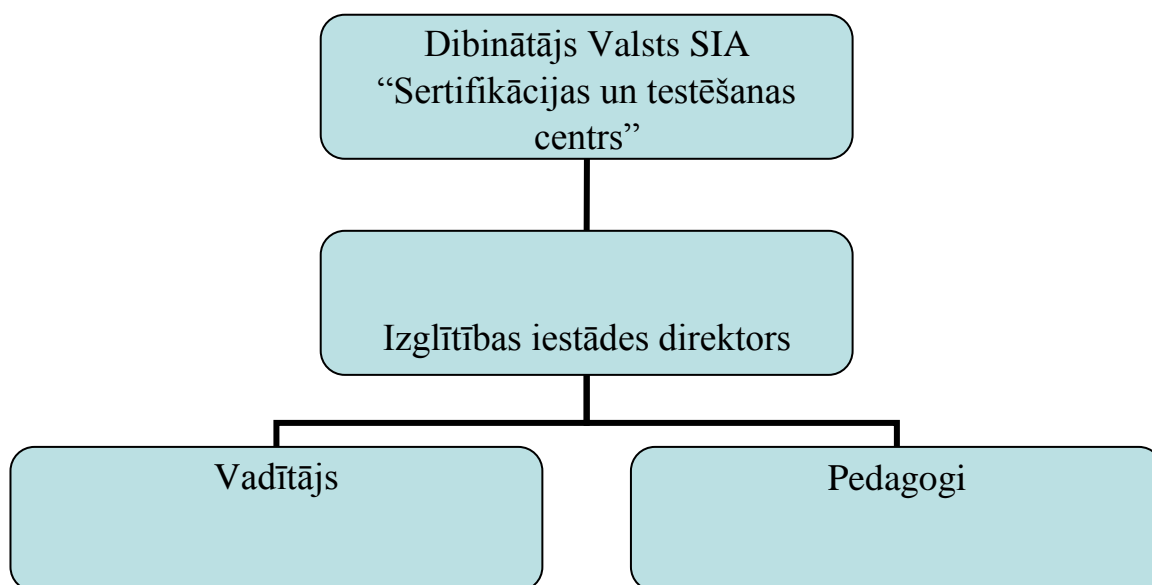 Dibinātājs Valsts SIA
“Sertifikācijas un testēšanas
centrs”
Izglītības iestādes direktors
Vadītājs
Pedagogi